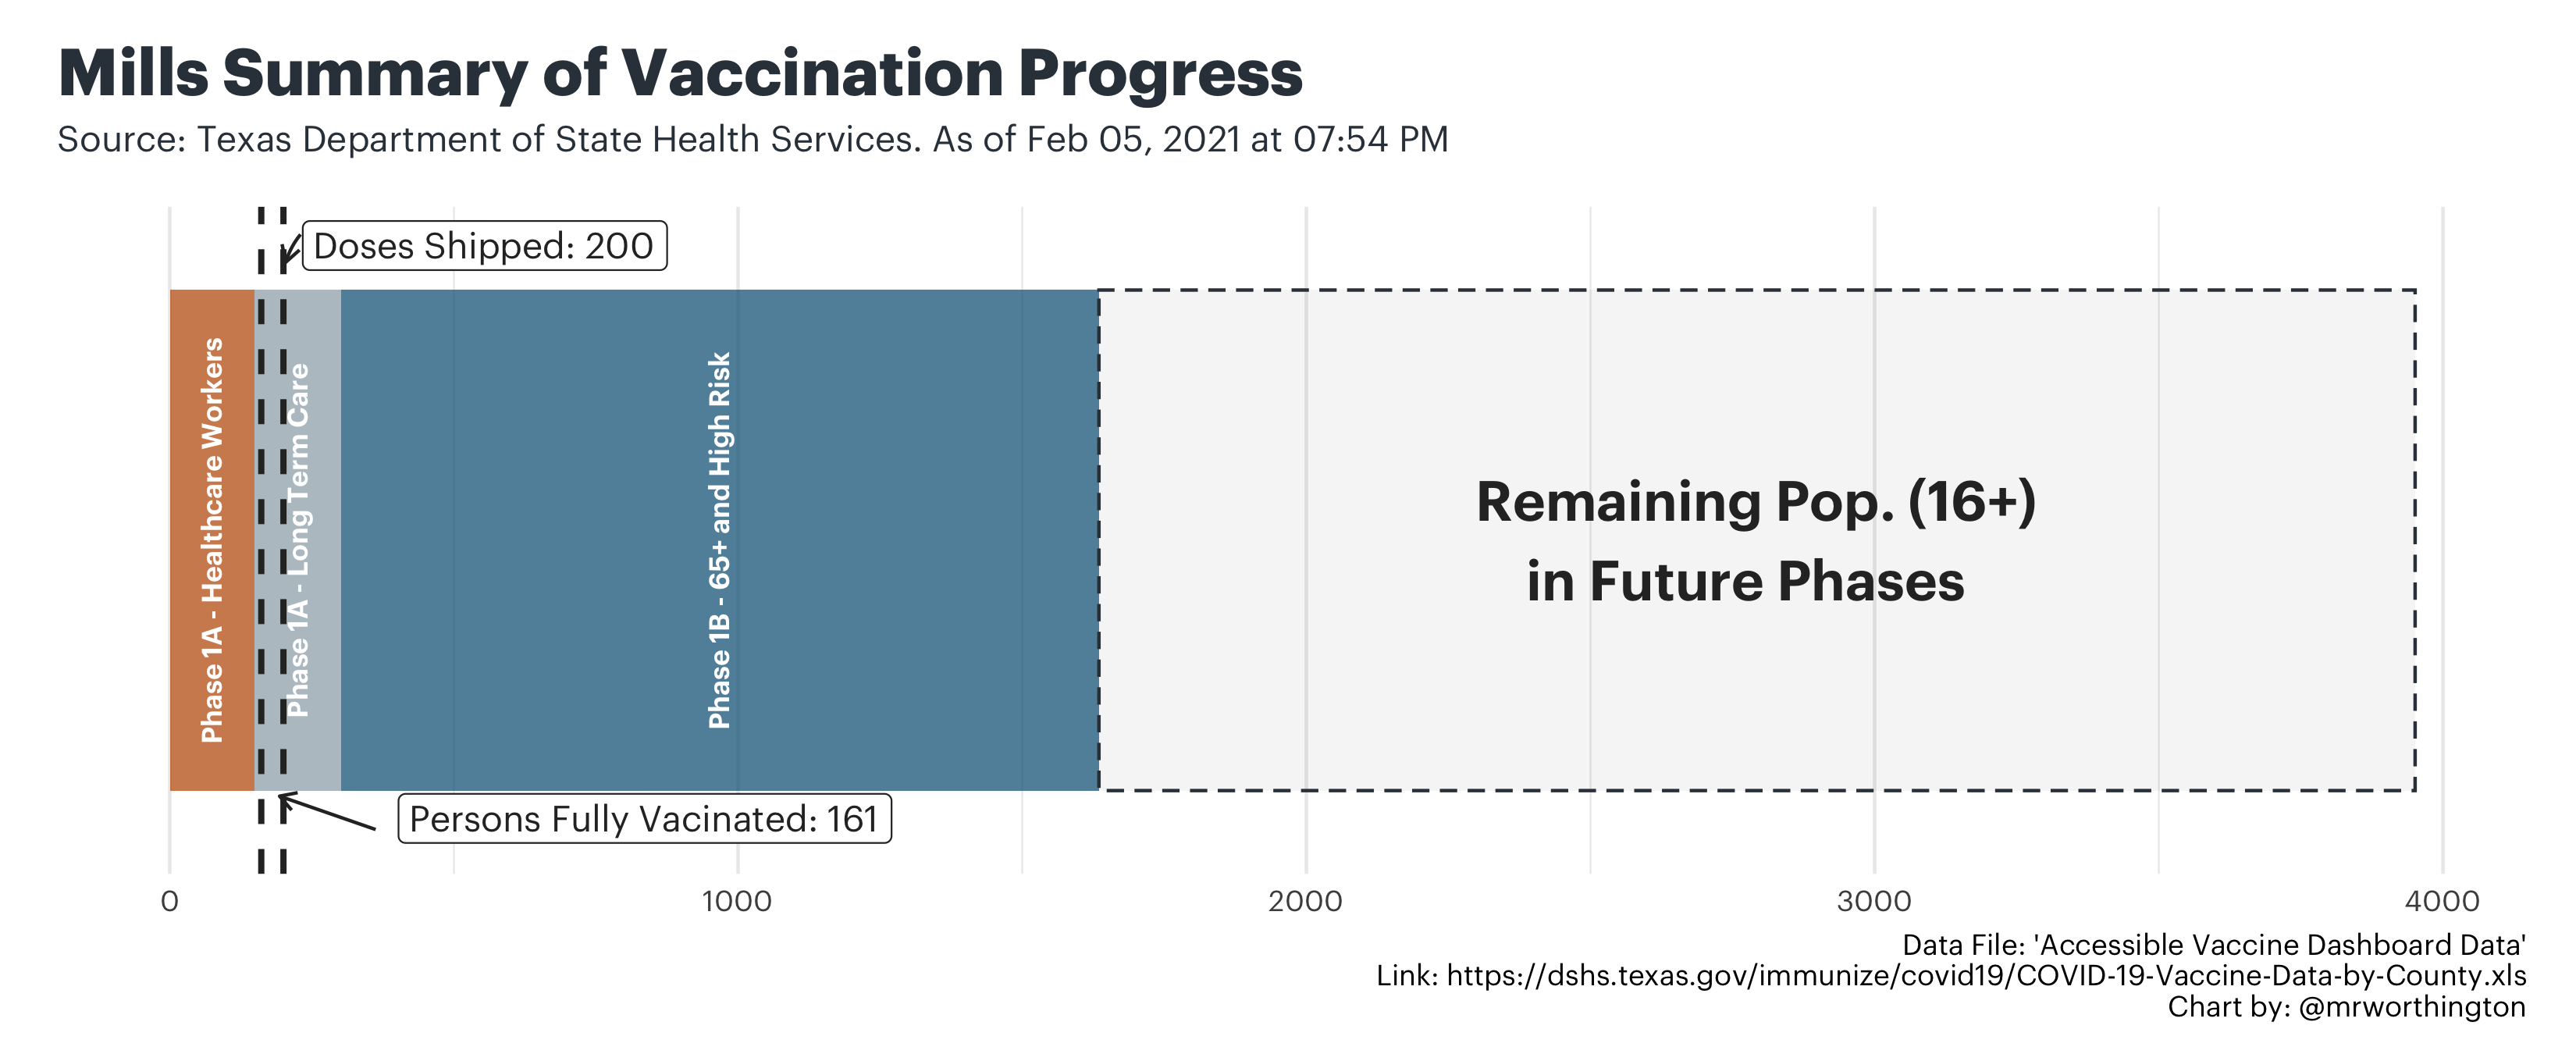 Mills Summary of Vaccination Progress
Source: Texas Department of State Health Services. As of Feb 05, 2021 at 07:54 PM
Doses Shipped: 200
Phase 1A - Healthcare Workers
Phase 1A - Long Term Care
Phase 1B - 65+ and High Risk
Remaining Pop. (16+)
in Future Phases
Persons Fully Vacinated: 161
0 1000 2000 3000 4000
Data File: 'Accessible Vaccine Dashboard Data'
Link: https://dshs.texas.gov/immunize/covid19/COVID-19-Vaccine-Data-by-County.xls
Chart by: @mrworthington